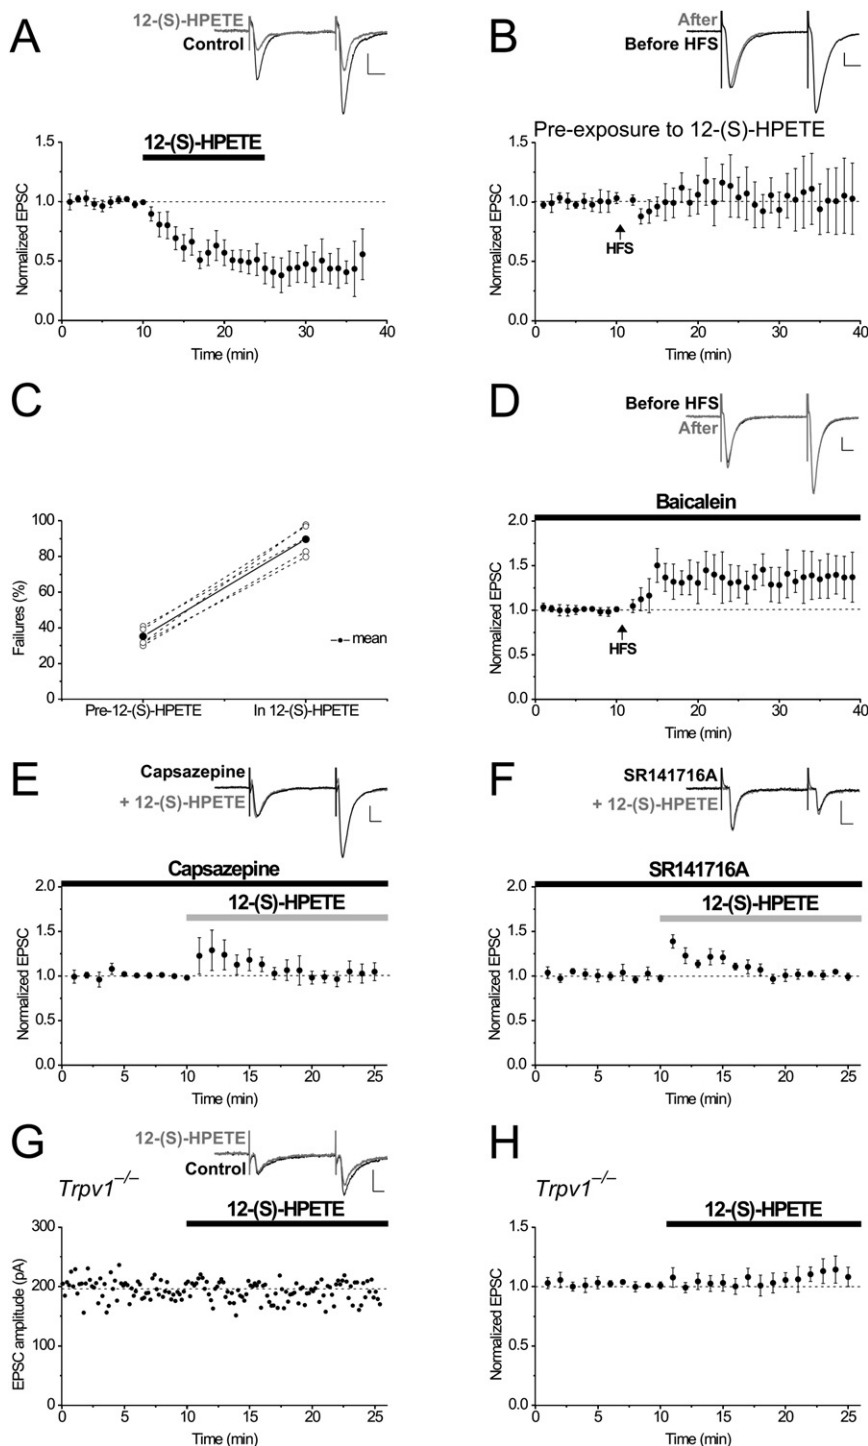 A
12-(S)-HPETE
Control
12-(S)-HPETE
1.5
1.0
0.5
0.0
Normalized EPSC
0 10 20 30 40
Time (min)
B
After
Before HFS
Pre-exposure to 12-(S)-HPETE
1.5
1.0
0.5
0.0
Normalized EPSC
HFS
0 10 20 30 40
Time (min)
C
100
80
60
40
20
0
Failures (%)
mean
Pre-12-(S)-HPETE In 12-(S)-HPETE
D
Before HFS
After
Baicalein
2.0
1.5
1.0
0.5
0.0
Normalized EPSC
HFS
0 10 20 30 40
Time (min)
E
Capsazepine
+ 12-(S)-HPETE
Capsazepine
12-(S)-HPETE
2.0
1.5
1.0
0.5
0.0
Normalized EPSC
0 5 10 15 20 25
Time (min)
F
SR141716A
+ 12-(S)-HPETE
SR141716A
12-(S)-HPETE
2.0
1.5
1.0
0.5
0.0
Normalized EPSC
0 5 10 15 20 25
Time (min)
G
12-(S)-HPETE
Control
Trpv1–/–
12-(S)-HPETE
300
200
100
0
EPSC amplitude (pA)
0 5 10 15 20 25
Time (min)
H
Trpv1–/–
12-(S)-HPETE
1.5
1.0
0.5
0.0
Normalized EPSC
0 5 10 15 20 25
Time (min)